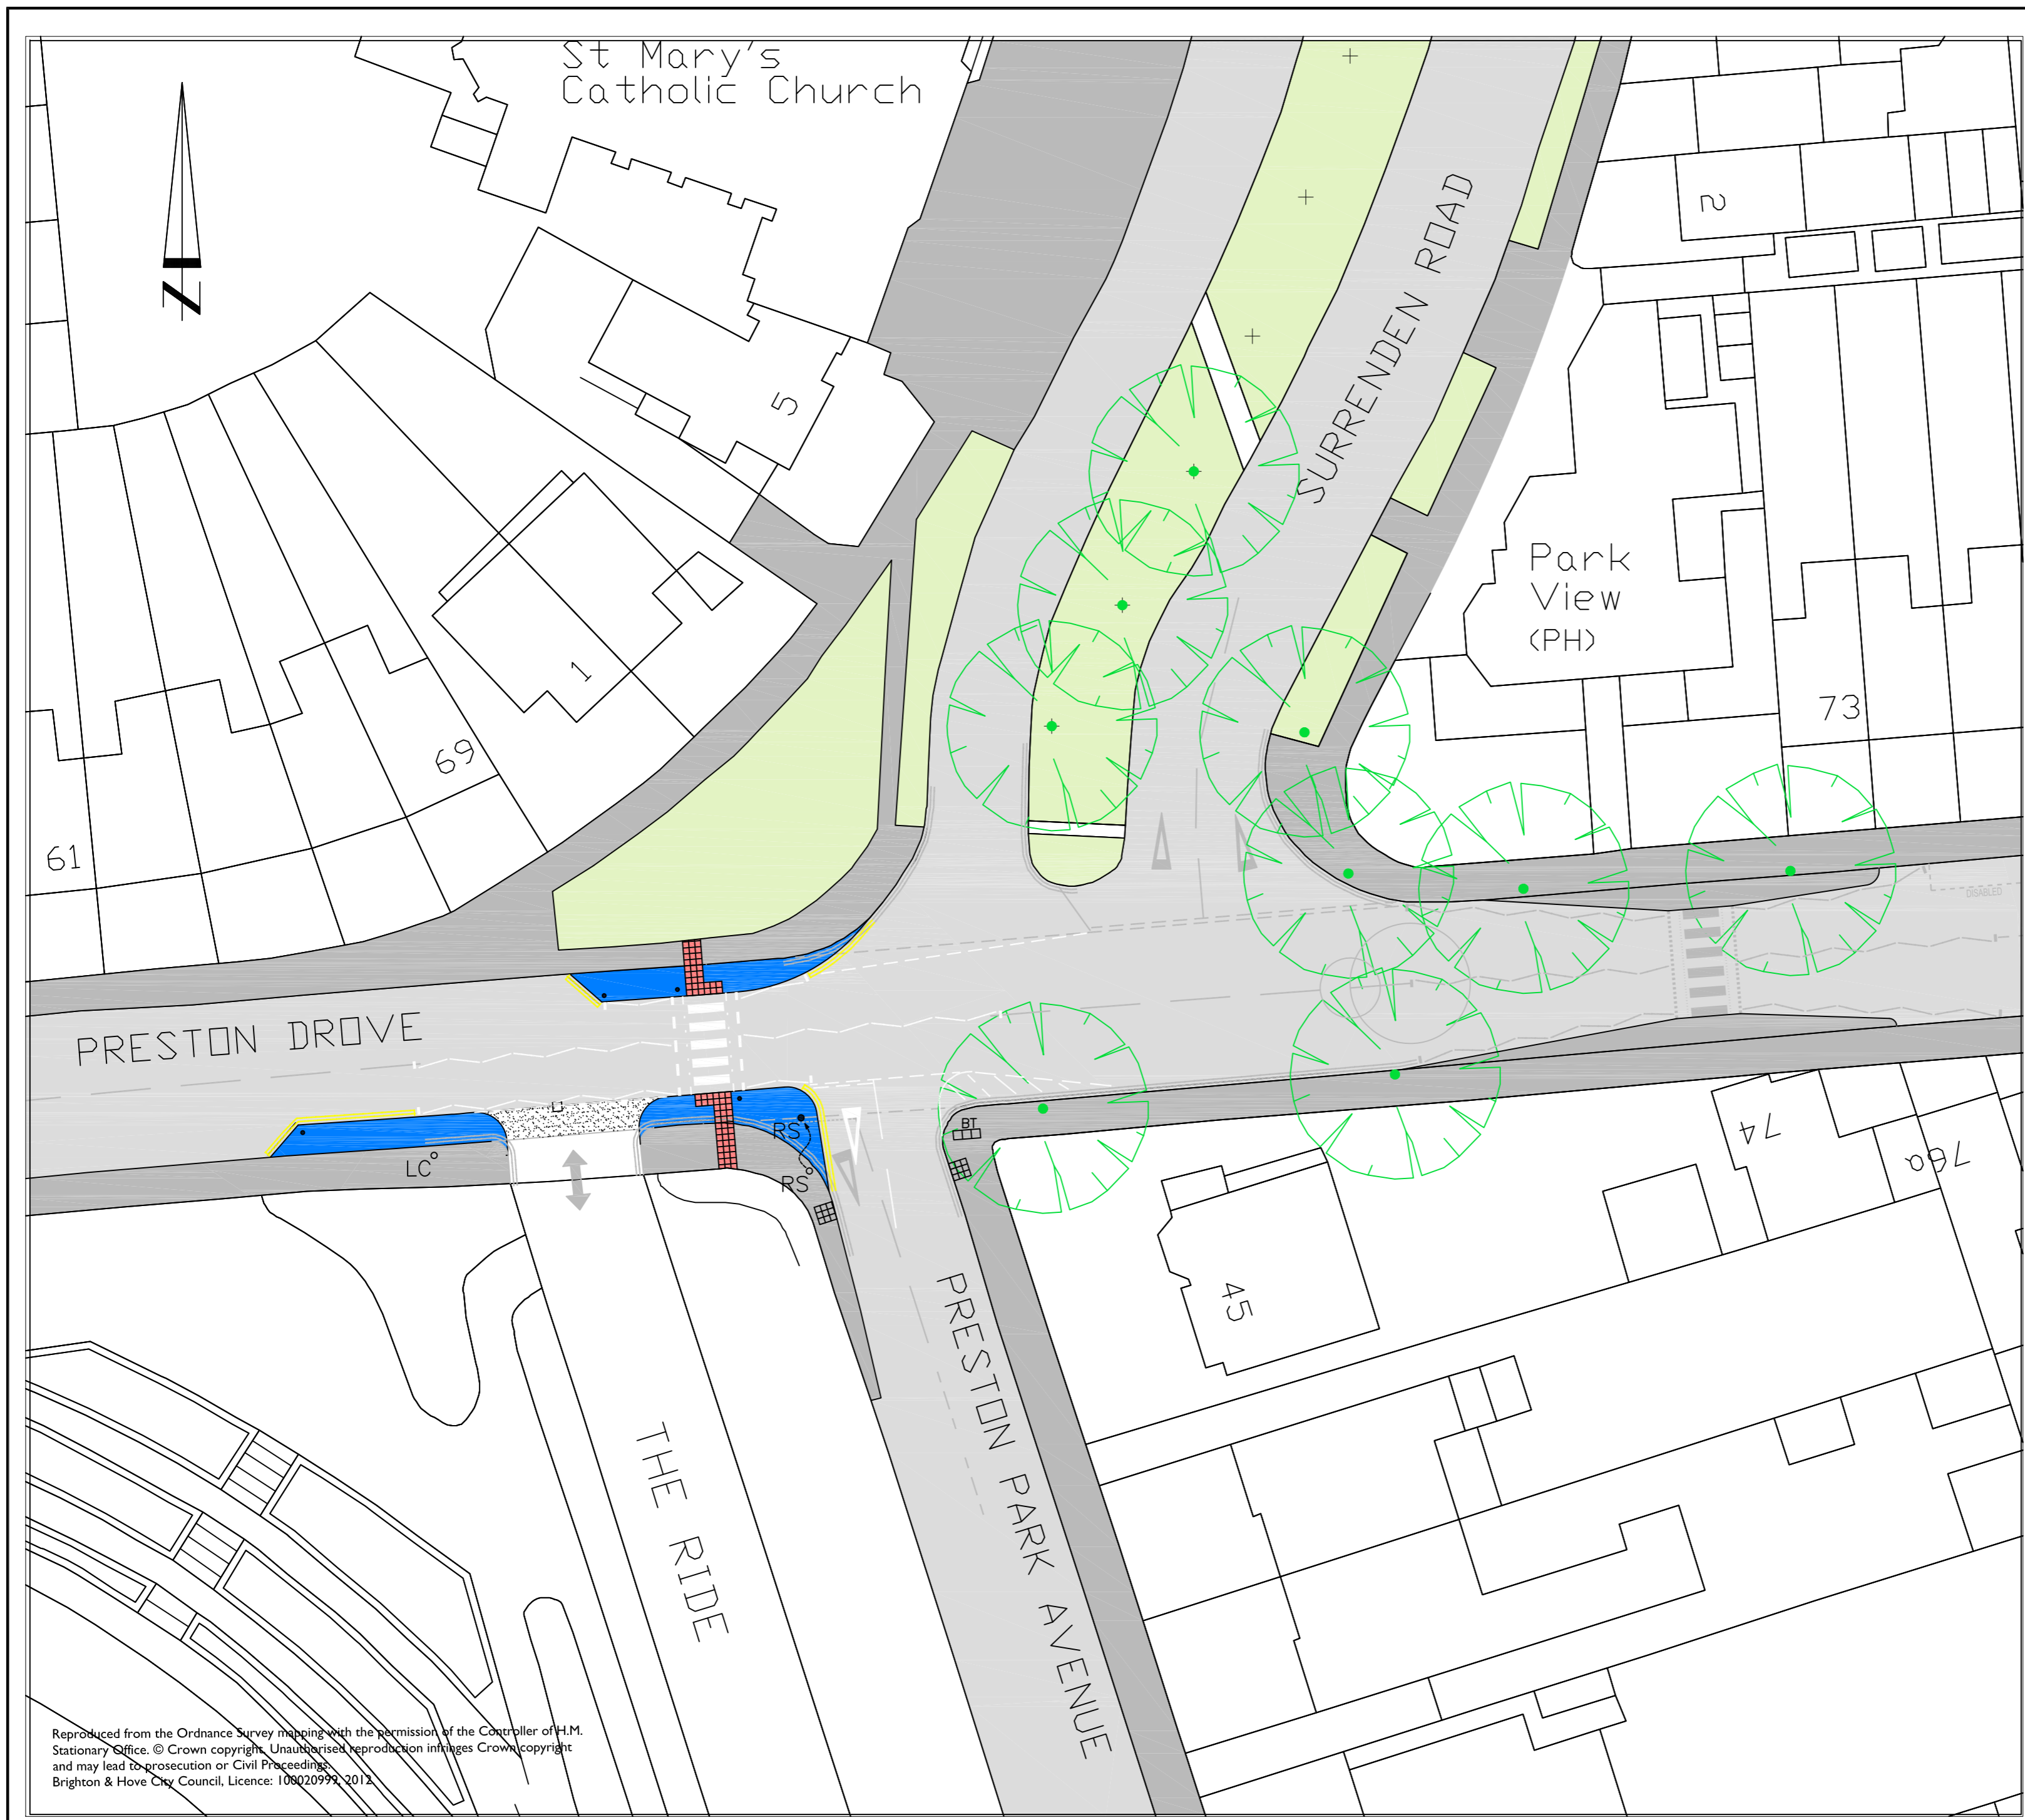 St Mary's
Catholic Church
N
2
SURRENDEN ROAD
5
Park
View
(PH)
1
73
69
61
DISABLED
PRESTON DROVE
BT
RS
LC
RS
74
76a
45
PRESTON PARK AVENUE
THE RIDE
Reproduced from the Ordnance Survey mapping with the permission of the Controller of H.M.
Stationary Office. © Crown copyright. Unauthorised reproduction infringes Crown copyright
and may lead to prosecution or Civil Proceedings.
Brighton & Hove City Council, Licence: 100020999, 2012.